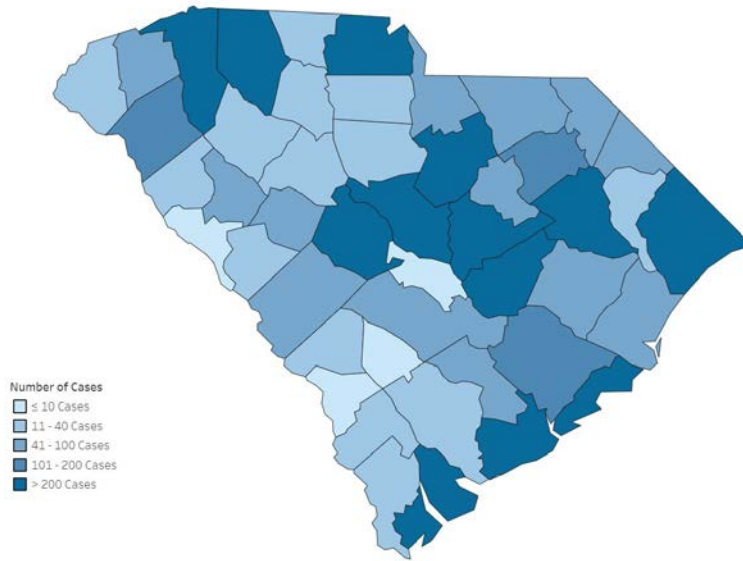 Number of Cases
≤ 10 Cases
11 - 40 Cases
41 - 100 Cases
101 - 200 Cases
> 200 Cases